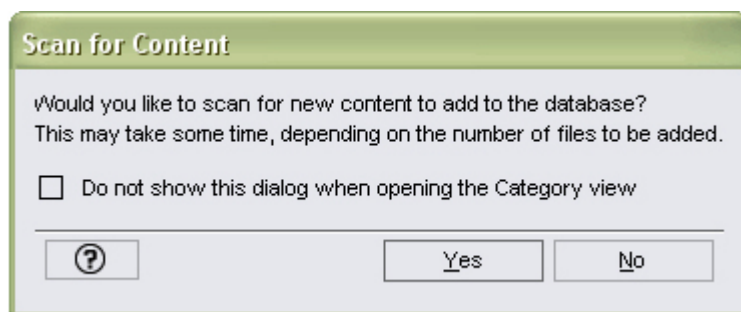 Scan for Content
Would you like to scan for new content to add to the database?
This may take some time, depending on the number of files to be added.
Do not show this dialog when opening the Category view
?
Yes
No